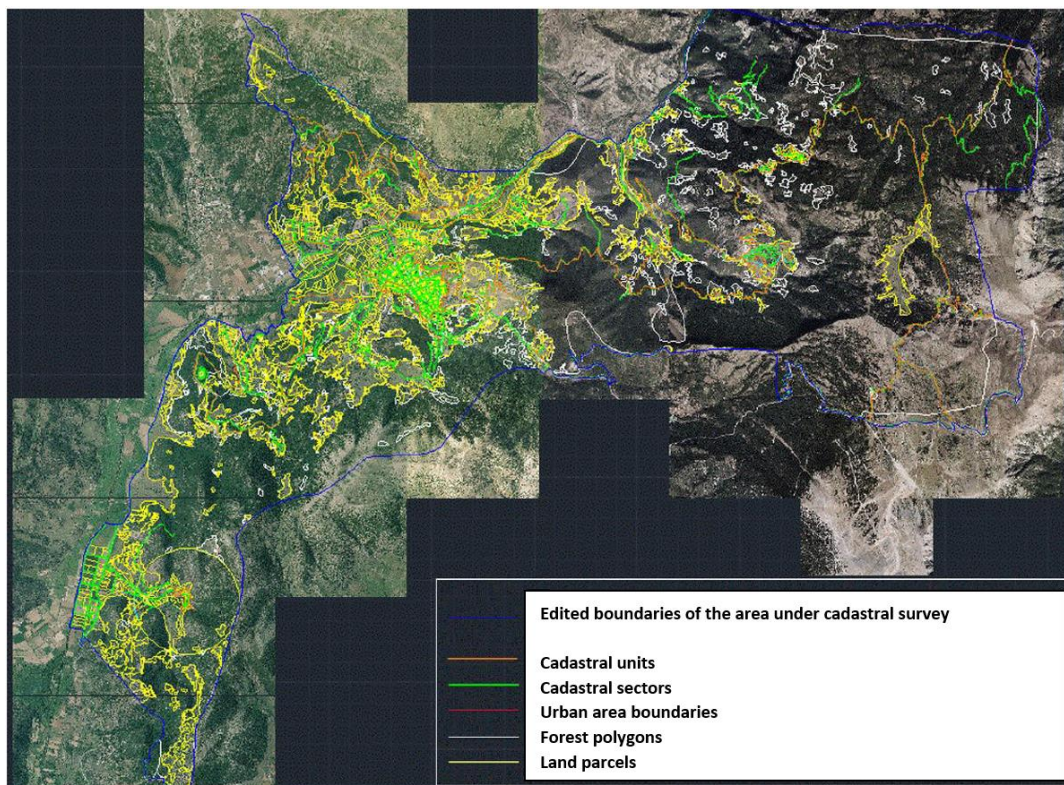 Edited boundaries of the area under cadastral survey
Cadastral units
Cadastral sectors
Urban area boundaries
Forest polygons
Land parcels